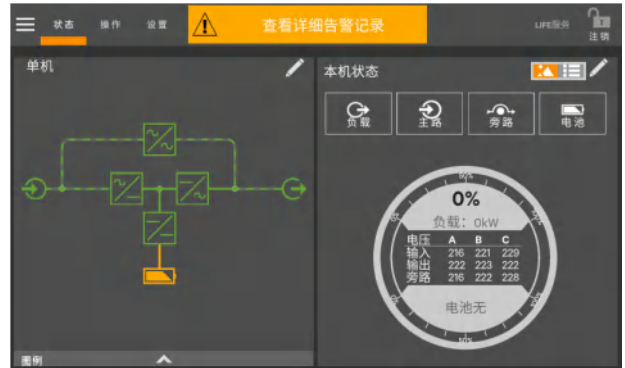 状态 操作 设置 查看详细告警记录 LIFE服务 注销
单机
本机状态
负载 主路 旁路 电池
0%
负载：0kW
电压 A B C
输入 216 221 229
输出 222 223 222
旁路 216 222 228
电池无
图例